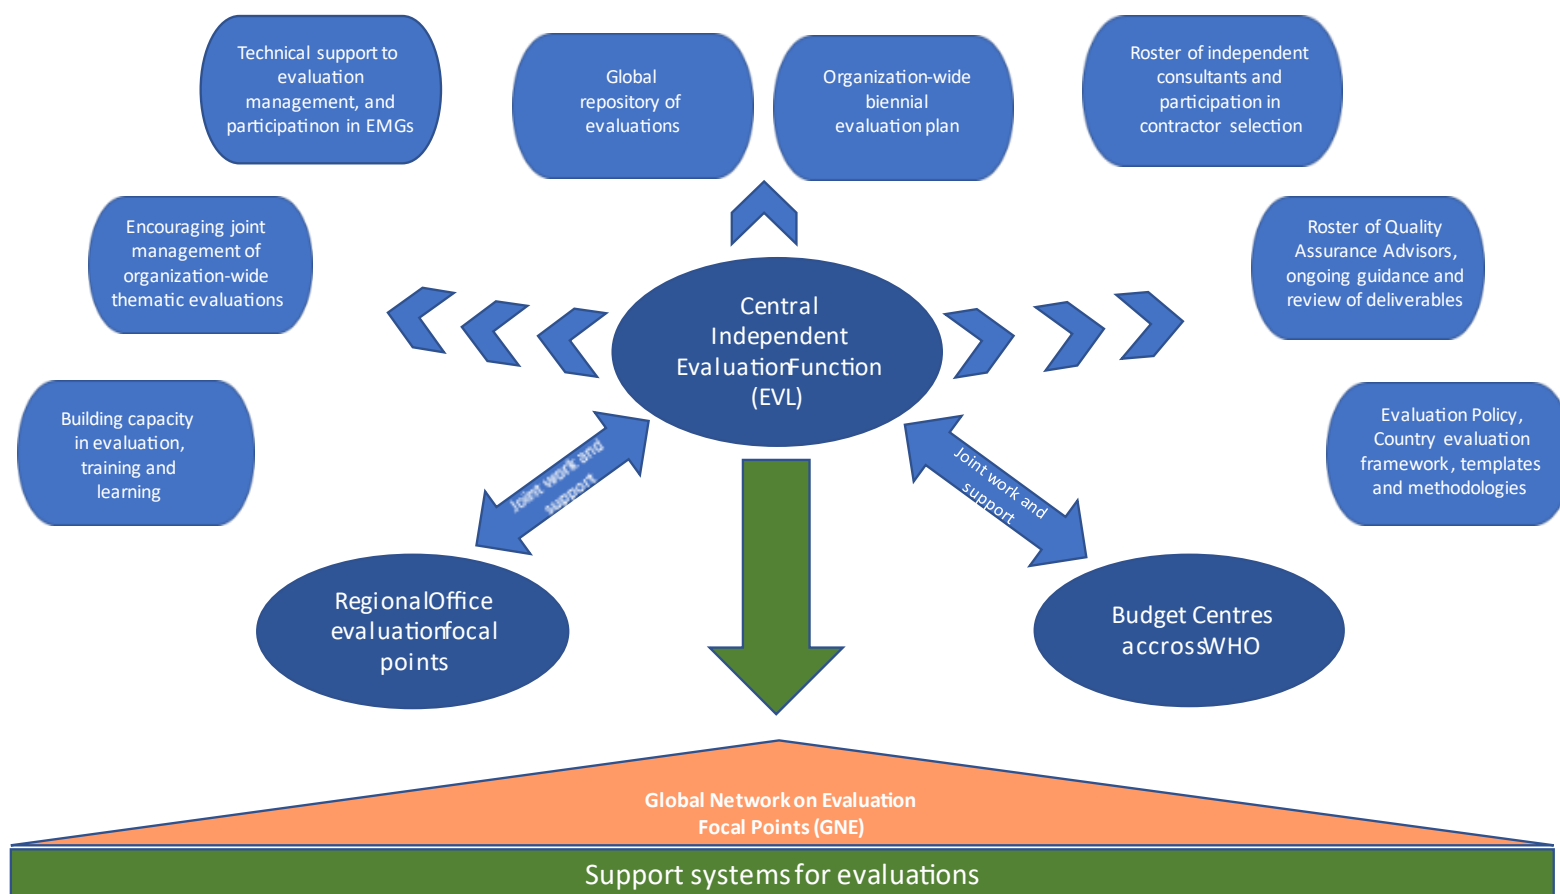 Technical support to
evaluation
management, and
participatinon in EMGs
Global
repository of
evaluations
Organization-wide
biennial
evaluation plan
Roster of independent
consultants and
participation in
contractor selection
Encouraging joint
management of
organization-wide
thematic evaluations
Roster of Quality
Assurance Advisors,
ongoing guidance and
review of deliverables
Central
Independent
EvaluationFunction
(EVL)
Building capacity
in evaluation,
training and
learning
Evaluation Policy,
Country evaluation
framework, templates
and methodologies
Joint work and
support
Joint work and
support
RegionalOffice
evaluationfocal
points
Budget Centres
accrossWHO
Global Network on Evaluation
Focal Points (GNE)
Support systems for evaluations